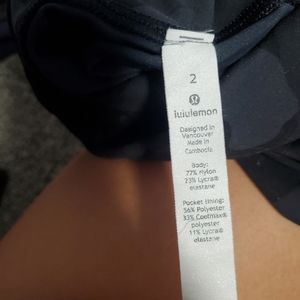 2
lululemon
Designed in
Vancouver
Made in
Cambodia
Body:
77% nylon
23% Lycra®
elastane
Pocket lining:
56% Polyester
33% Coolmax®
polyester
11% Lycra®
elastane